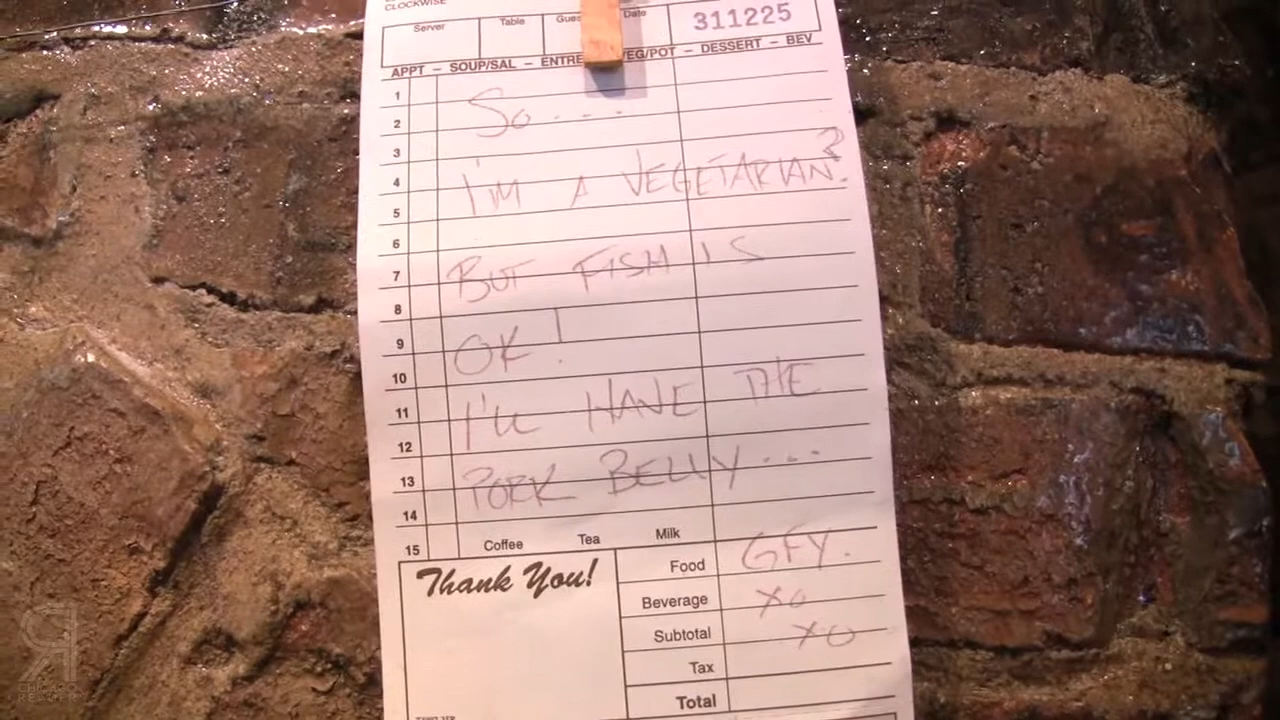 CLOCKWISE
Server Table Date 311225
APPT - SOUP/SAL - ENTRE VEG/POT - DESSERT - BEV
1
So....
2
3
I'M A VEGETARIAN?
4
5
6
BUT FISH IS
7
8
OK!
9
10
I'LL HAVE THE
11
12
PORK BELLY...
13
14
15 Coffee Tea Milk
Thank You!
Food GFY.
Beverage XO
Subtotal XO
Tax
Total
CHICAGO
READER